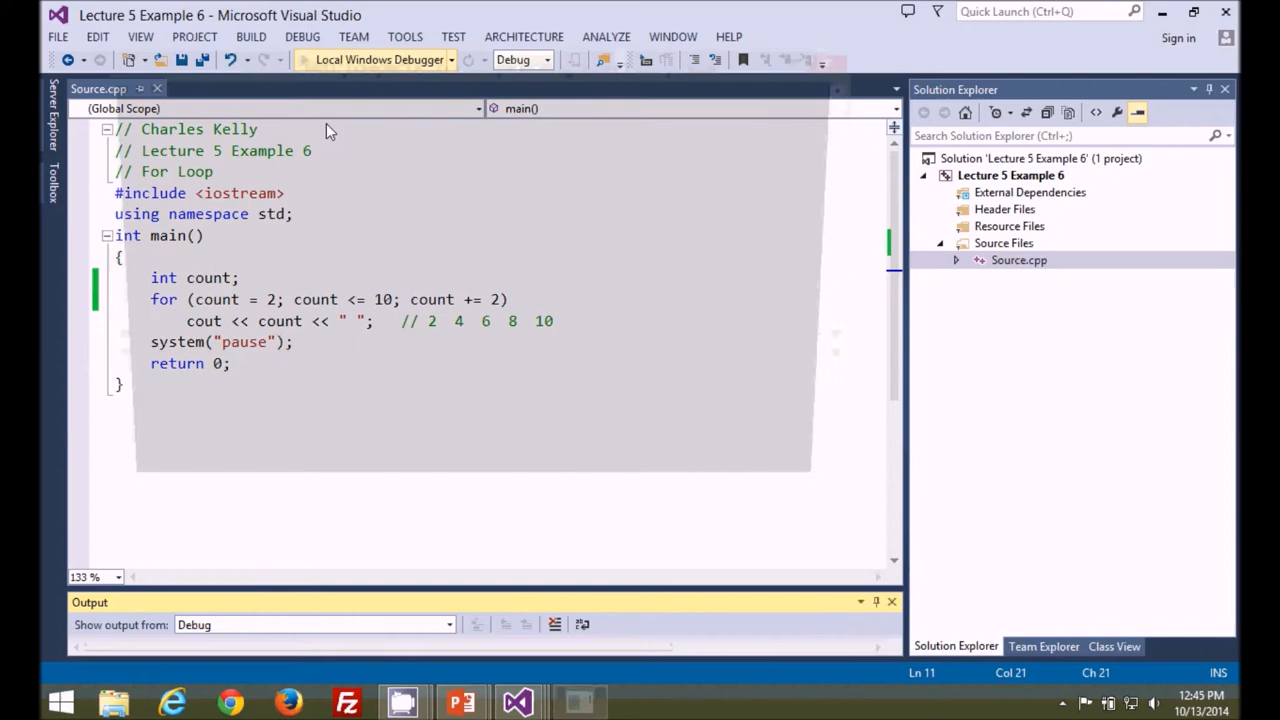 Lecture 5 Example 6 - Microsoft Visual Studio
Quick Launch (Ctrl+Q)
FILE EDIT VIEW PROJECT BUILD DEBUG TEAM TOOLS TEST ARCHITECTURE ANALYZE WINDOW HELP
Sign in
Local Windows Debugger
Debug
Server Explorer
Toolbox
Source.cpp
(Global Scope)
main()
// Charles Kelly
// Lecture 5 Example 6
// For Loop
#include <iostream>
using namespace std;
int main()
{
int count;
for (count = 2; count <= 10; count += 2)
cout << count << " "; // 2 4 6 8 10
system("pause");
return 0;
}
133 %
Output
Show output from: Debug
Solution Explorer
Search Solution Explorer (Ctrl+;)
Solution 'Lecture 5 Example 6' (1 project)
Lecture 5 Example 6
External Dependencies
Header Files
Resource Files
Source Files
Source.cpp
Solution Explorer Team Explorer Class View
Ln 11 Col 21 Ch 21 INS
12:45 PM
10/13/2014